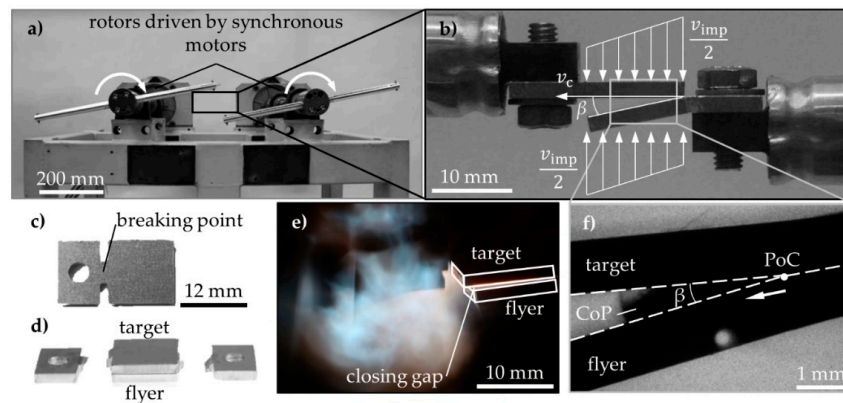 a)
rotors driven by synchronous
motors
200 mm
b)
v_imp
2
v_c
β
v_imp
2
10 mm
c)
breaking point
12 mm
d)
target
flyer
e)
target
flyer
closing gap
10 mm
f)
target
PoC
β
CoP
flyer
1 mm